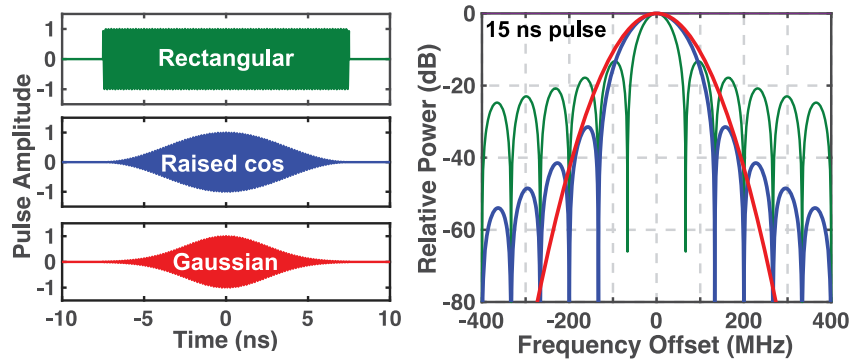 Pulse Amplitude
1
0
-1
Rectangular
1
0
-1
Raised cos
1
0
-1
Gaussian
-10 -5 0 5 10
Time (ns)
15 ns pulse
Relative Power (dB)
0
-20
-40
-60
-80
-400 -200 0 200 400
Frequency Offset (MHz)